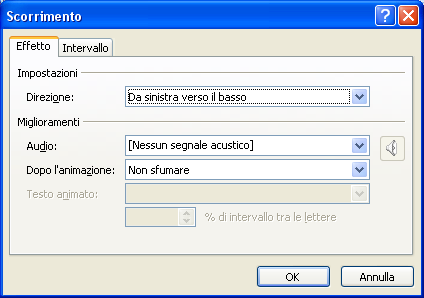 Scorrimento
Effetto Intervallo
Impostazioni
Direzione: Da sinistra verso il basso
Miglioramenti
Audio: [Nessun segnale acustico]
Dopo l'animazione: Non sfumare
Testo animato:
% di intervallo tra le lettere
OK Annulla